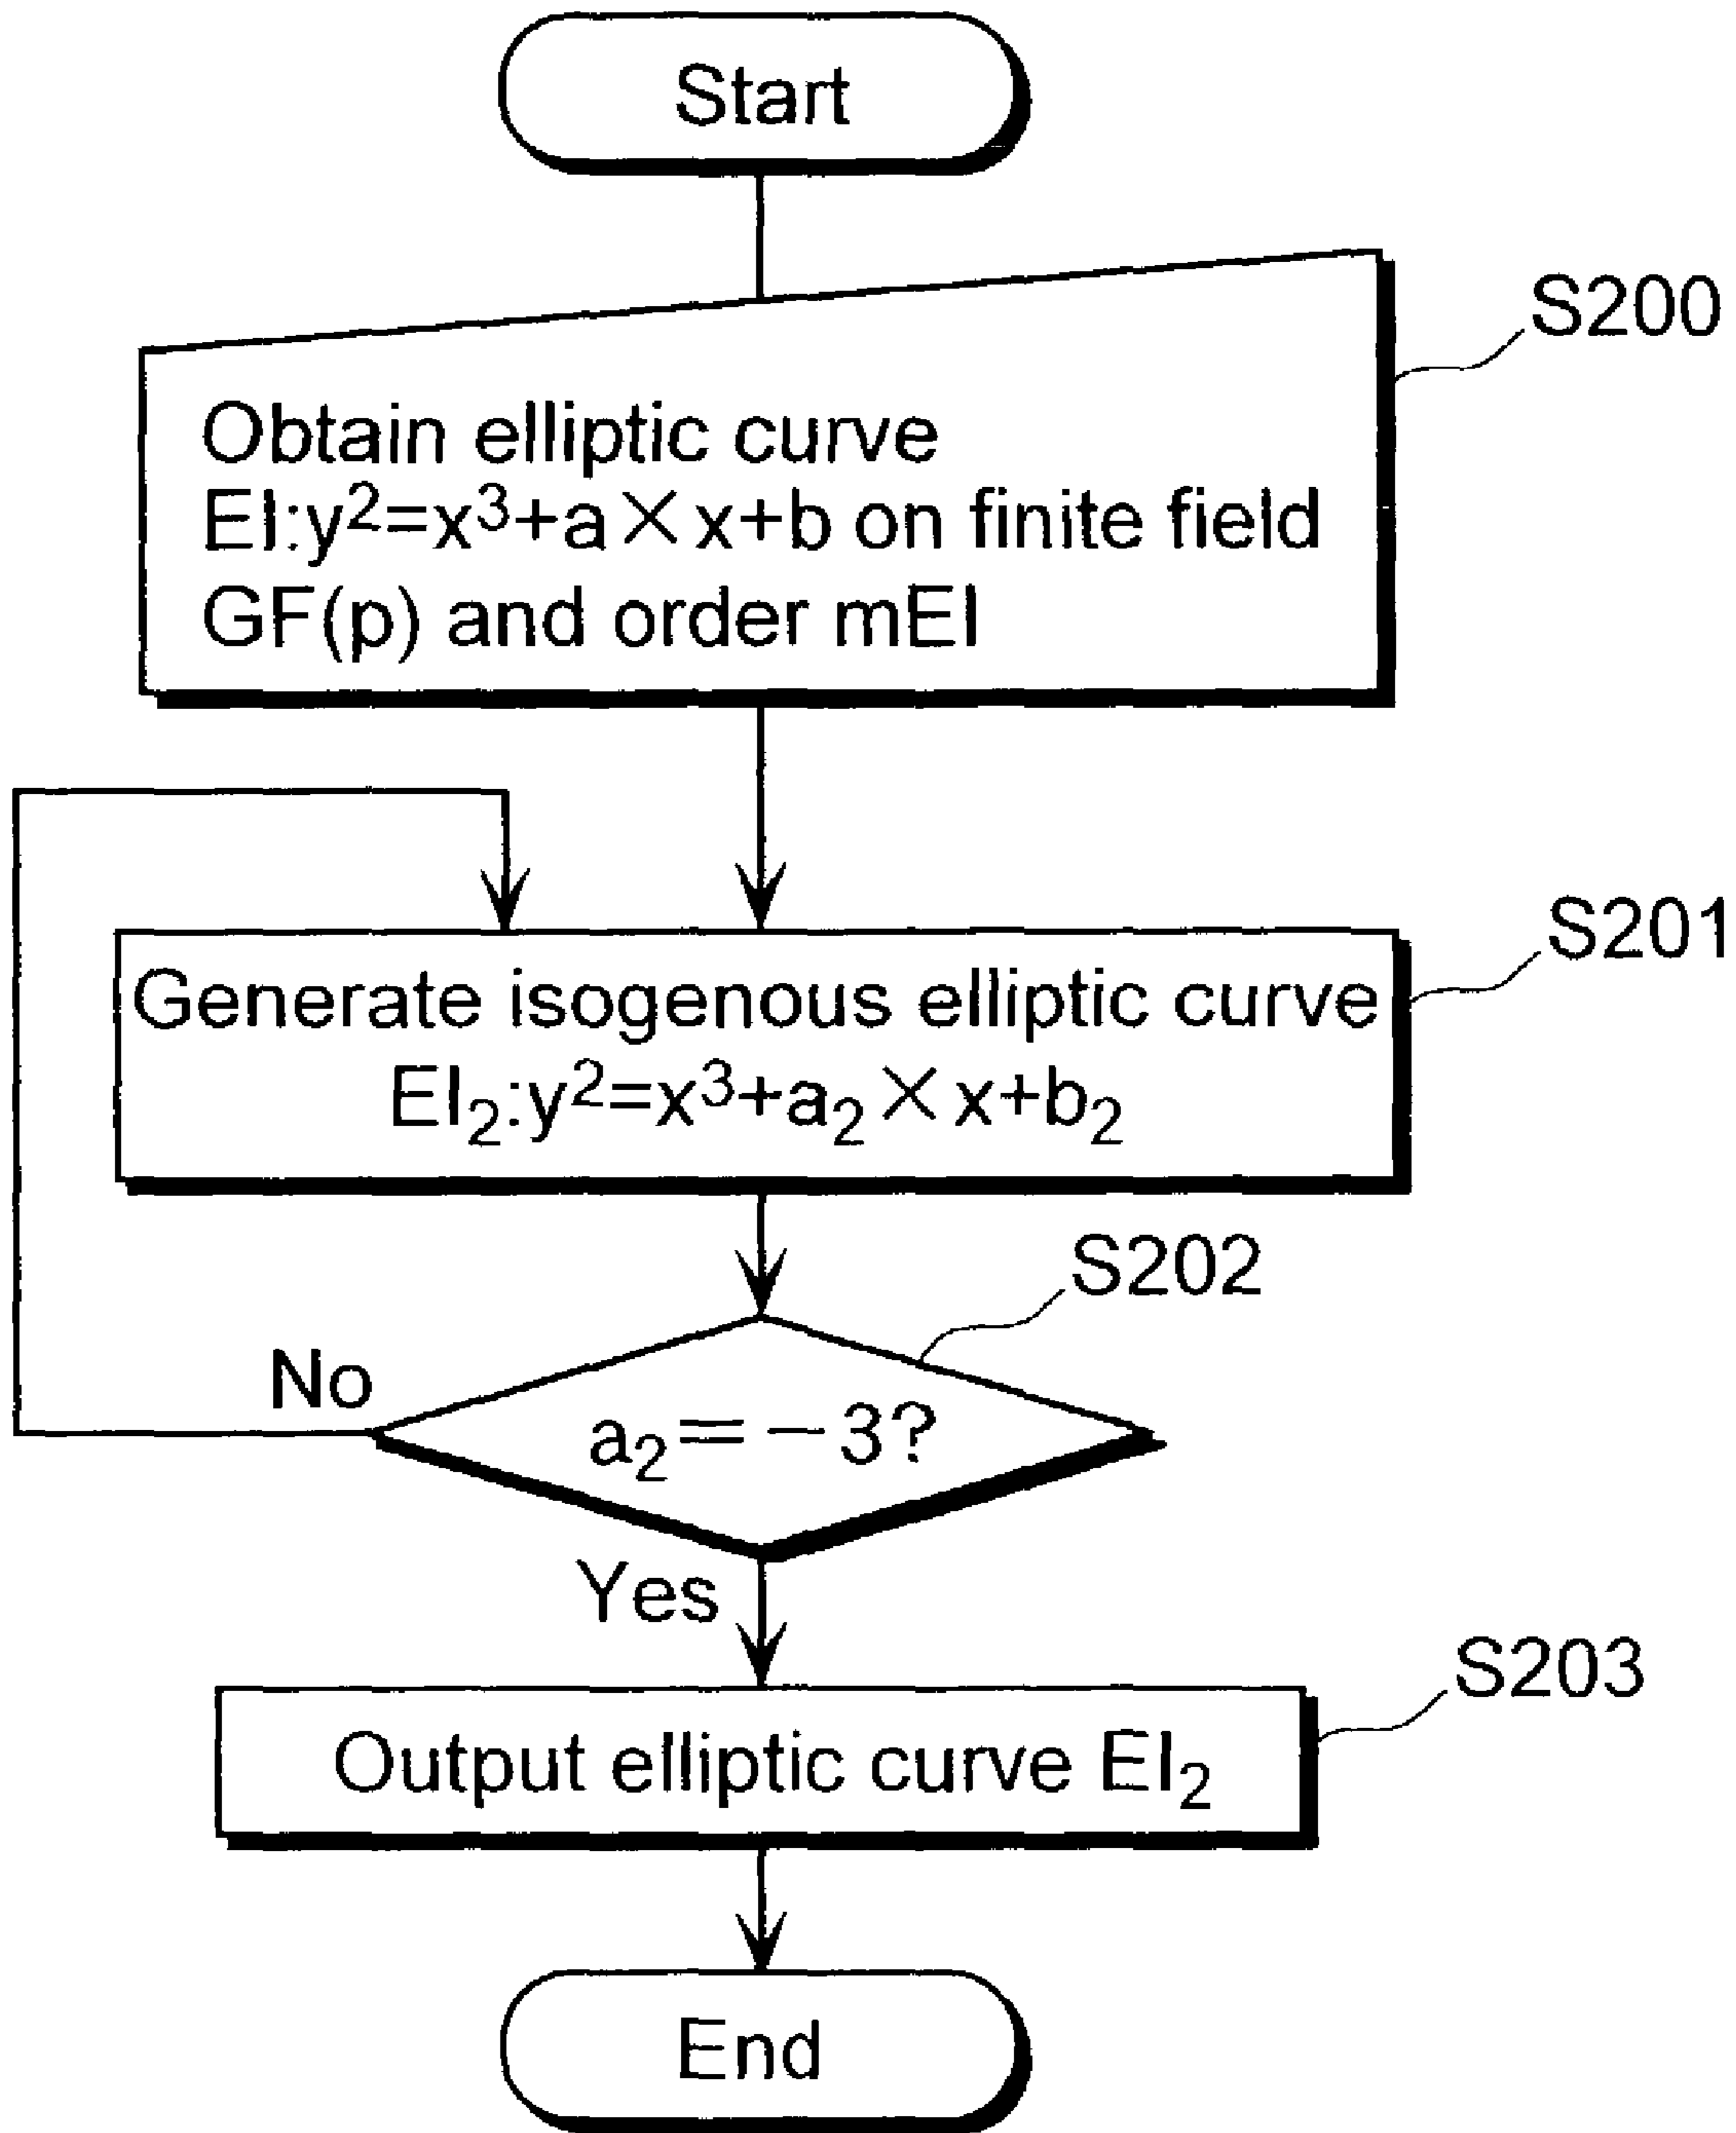 Start
S200
Obtain elliptic curve
EI:y²=x³+a×x+b on finite field
GF(p) and order mEI
S201
Generate isogenous elliptic curve
EI₂:y²=x³+a₂×x+b₂
S202
No
a₂=−3?
Yes
S203
Output elliptic curve EI₂
End